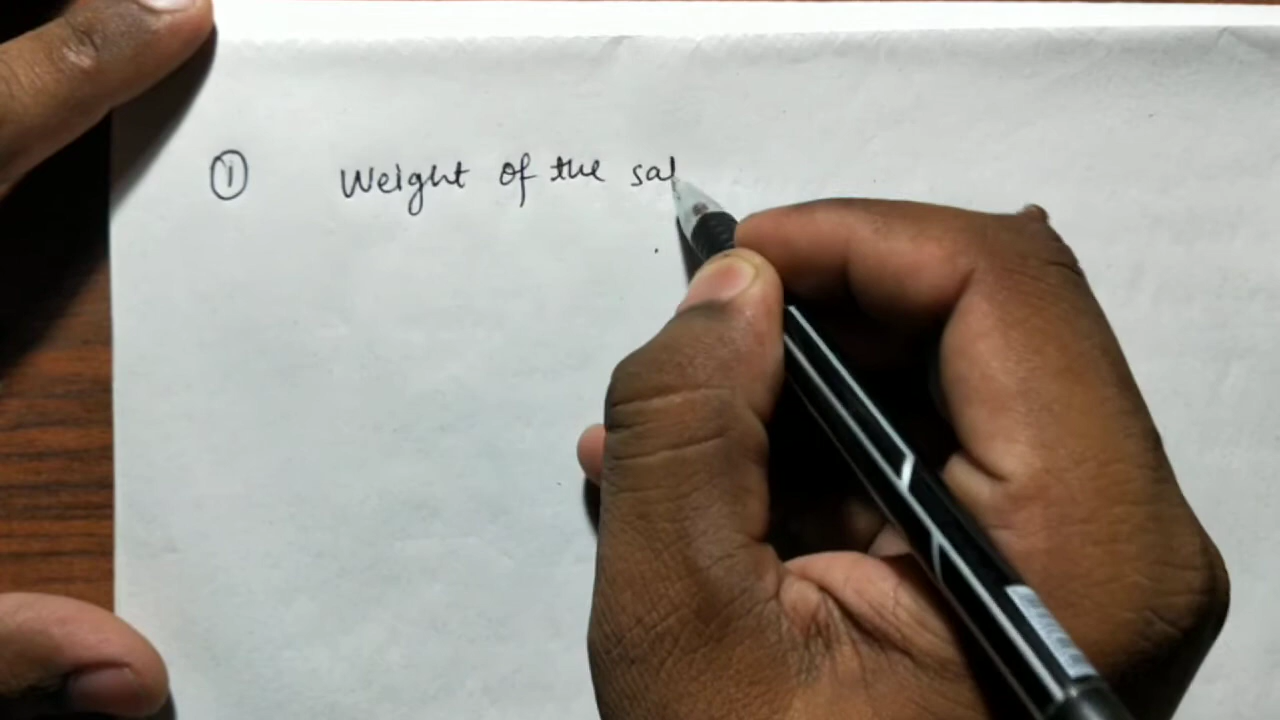 ① Weight of the sal